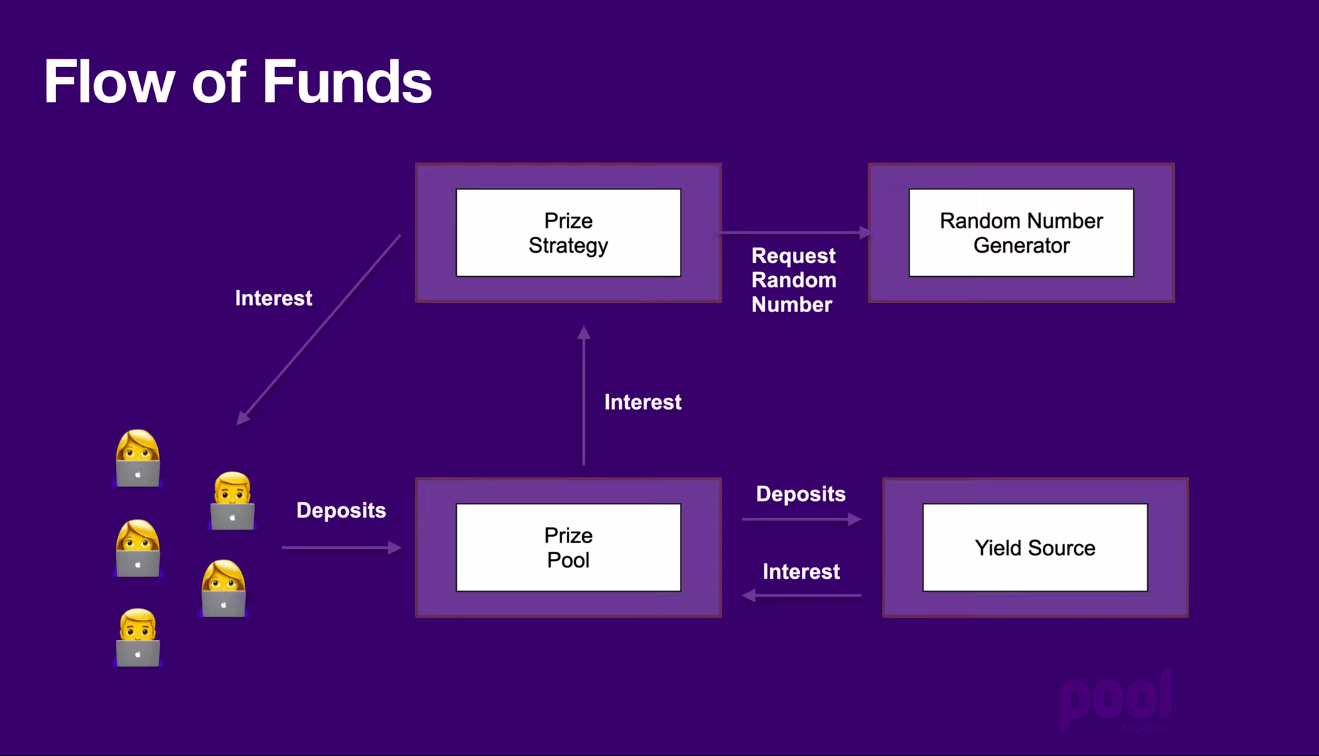 Flow of Funds
Prize
Strategy
Random Number
Generator
Request
Random
Number
Interest
Interest
Deposits
Prize
Pool
Deposits
Interest
Yield Source
pool
together